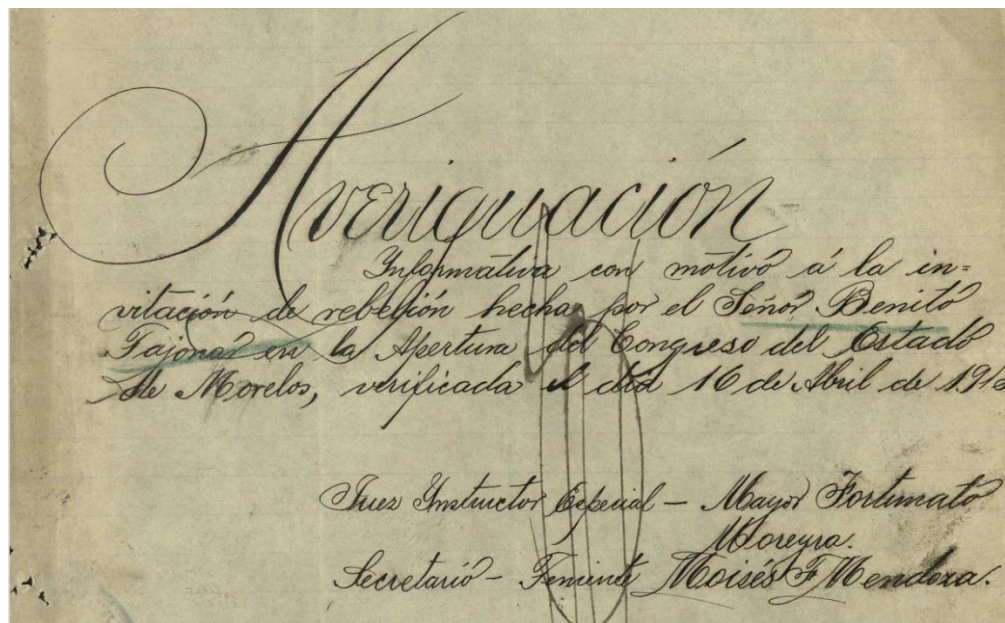 Averiguación
Informativa con motivo á la in=
vitación de rebelión hecha por el Señor Benito
Tajonar en la Apertura del Congreso del Estado
de Morelos, verificada el día 16 de Abril de
Juez Instructor Especial – Mayor Fortunato
Moreyra.
Secretario – Teniente Moisés F. Mendoza.